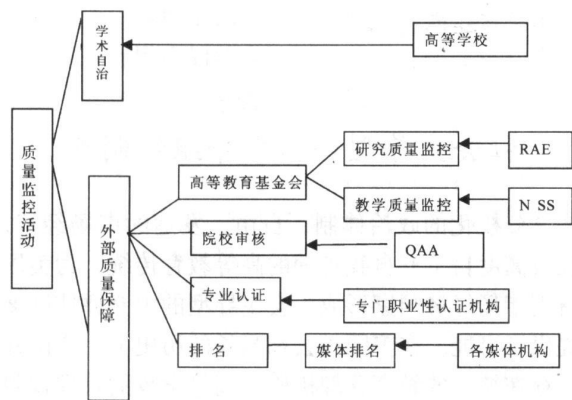 学术自治
高等学校
质量监控活动
外部质量保障
高等教育基金会
研究质量监控
RAE
教学质量监控
N SS
院校审核
QAA
专业认证
专门职业性认证机构
排 名
媒体排名
各媒体机构